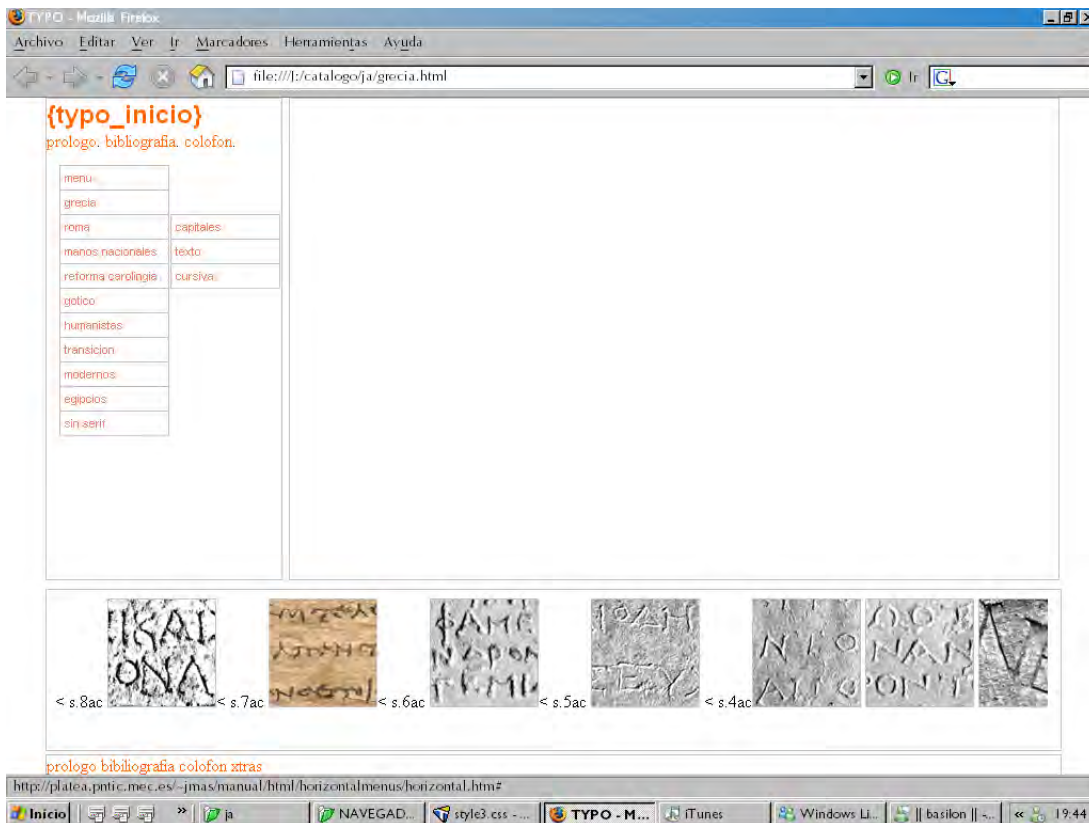 TYPO - Mozilla Firefox
Archivo Editar Ver Ir Marcadores Herramientas Ayuda
file:///J:/catalogo/ja/grecia.html Ir
{typo_inicio}
prologo. bibliografia. colofon.
menu
grecia
roma capitales
manos nacionales texto
reforma carolingia cursiva
gotico
humanistas
transicion
modernos
egipcios
sin serif
< s.8ac < s.7ac < s.6ac < s.5ac < s.4ac
prologo bibiliografia colofon xtras
http://platea.pntic.mec.es/~jmas/manual/html/horizontalmenus/horizontal.htm#
Inicio » ja NAVEGAD... style3.css - ... TYPO - M... iTunes Windows Li... || basilon || -... « 19:44